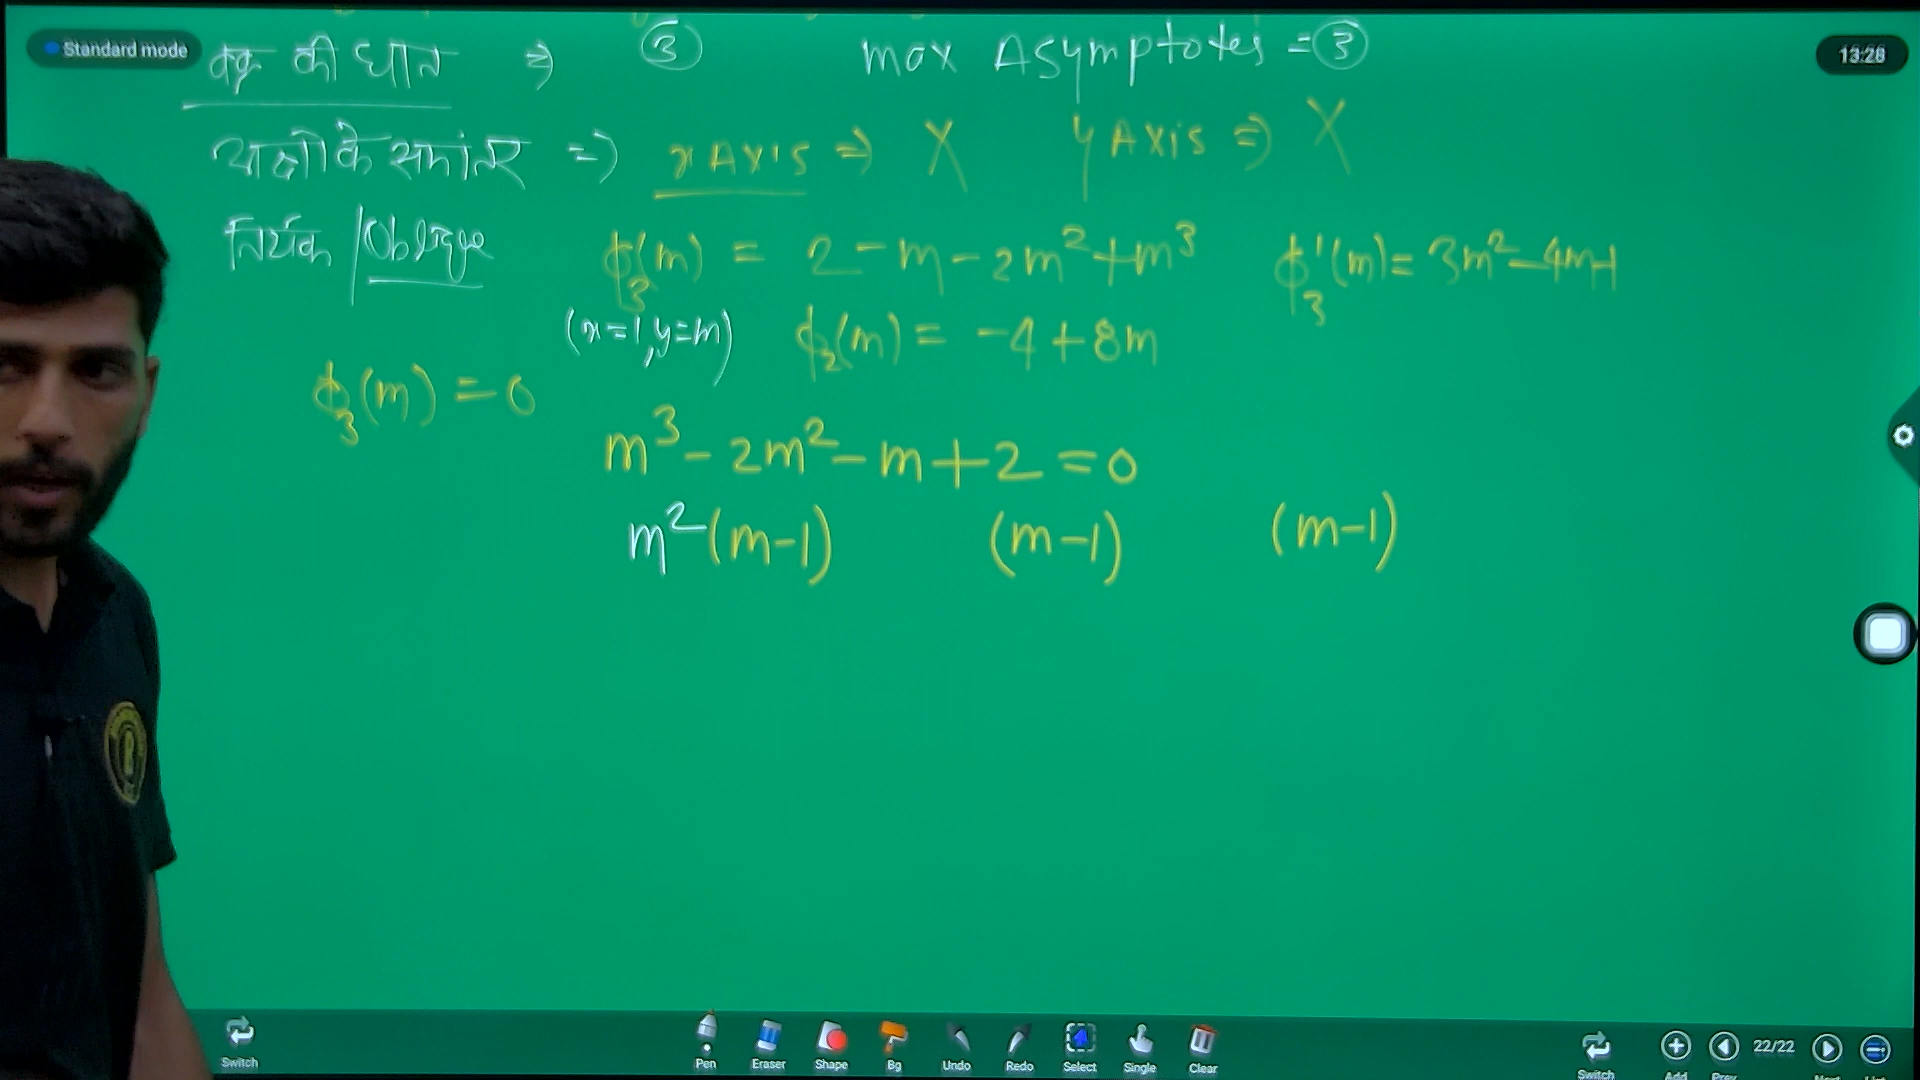 Standard mode
13:28
वक्र की घात ⇒ ③ max Asymptotes = ③
अक्षो के समांतर ⇒ x Axis ⇒ X y Axis ⇒ X
तिर्यक / Oblique ϕ₃(m) = 2 - m - 2m² + m³ ϕ₃'(m) = 3m² - 4m - 1
(x=1, y=m) ϕ₂(m) = -4 + 8m
ϕ₃(m) = 0
m³ - 2m² - m + 2 = 0
m²(m-1) (m-1) (m-1)
Switch Pen Eraser Shape Bg Undo Redo Select Single Clear Switch Add Prev 22/22